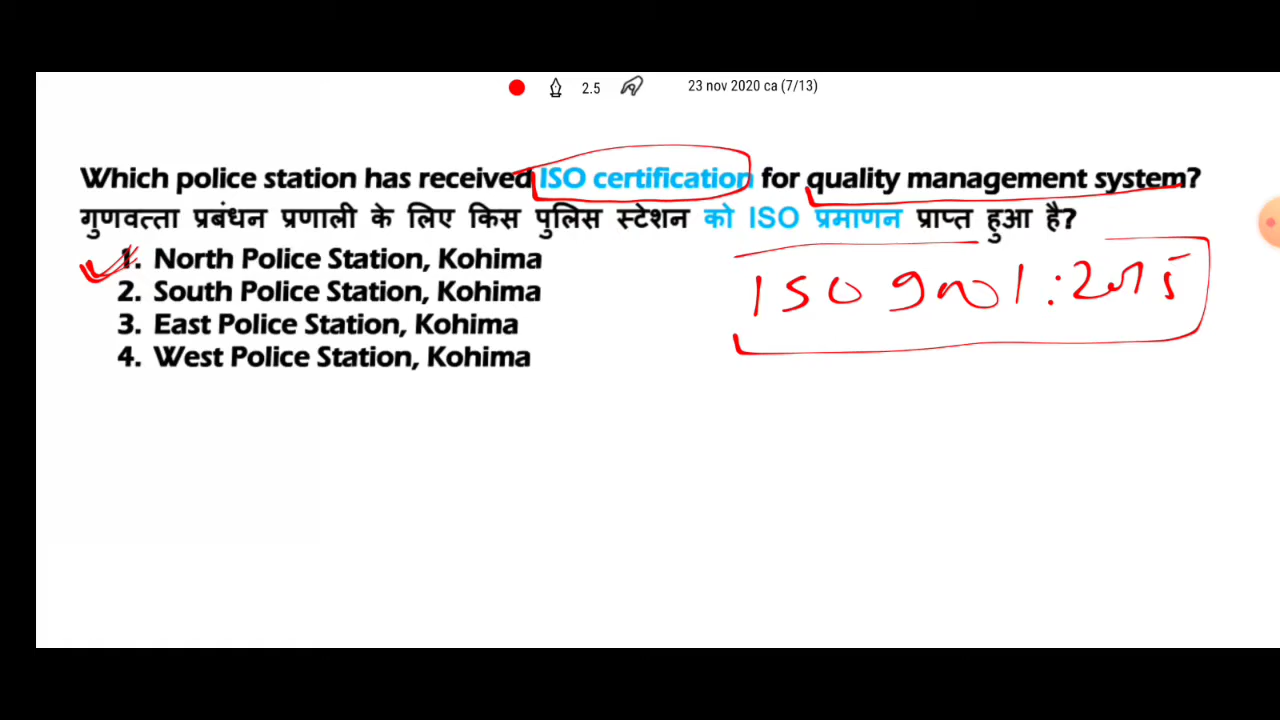 2.5 23 nov 2020 ca (7/13)
Which police station has received ISO certification for quality management system?
गुणवत्ता प्रबंधन प्रणाली के लिए किस पुलिस स्टेशन को ISO प्रमाणन प्राप्त हुआ है?
1. North Police Station, Kohima
2. South Police Station, Kohima
3. East Police Station, Kohima
4. West Police Station, Kohima
ISO 9001:2015